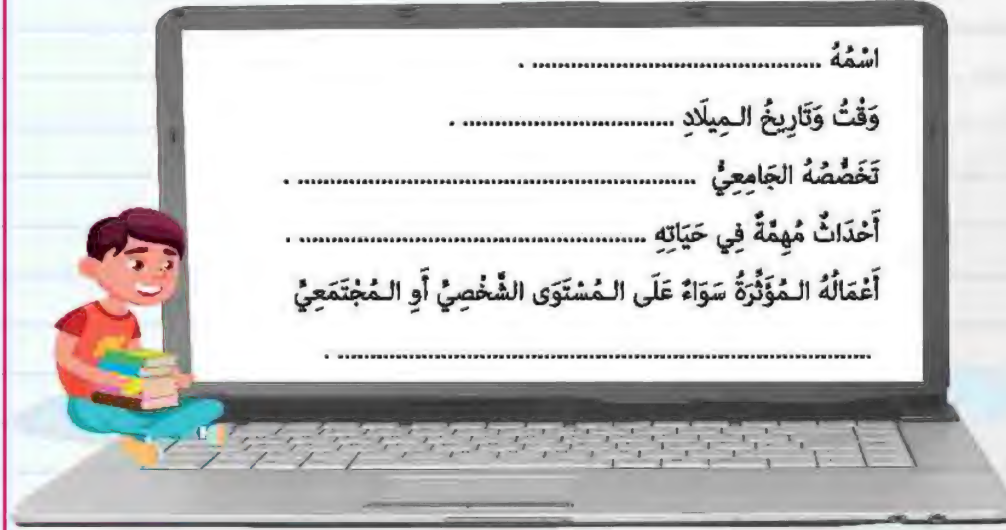 اسْمُهُ ............................................ .
وَقْتُ وَتَارِيخُ الـمِيلَادِ ................................ .
تَخَصُّصُهُ الجَامِعِيُّ ............................................................ .
أَحْدَاثٌ مُهِمَّةٌ فِي حَيَاتِهِ .................................................... .
أَعْمَالُهُ الـمُؤَثِّرَةُ سَوَاءٌ عَلَى الـمُسْتَوَى الشَّخْصِيِّ أَوِ الـمُجْتَمَعِيِّ
................................................................................ .